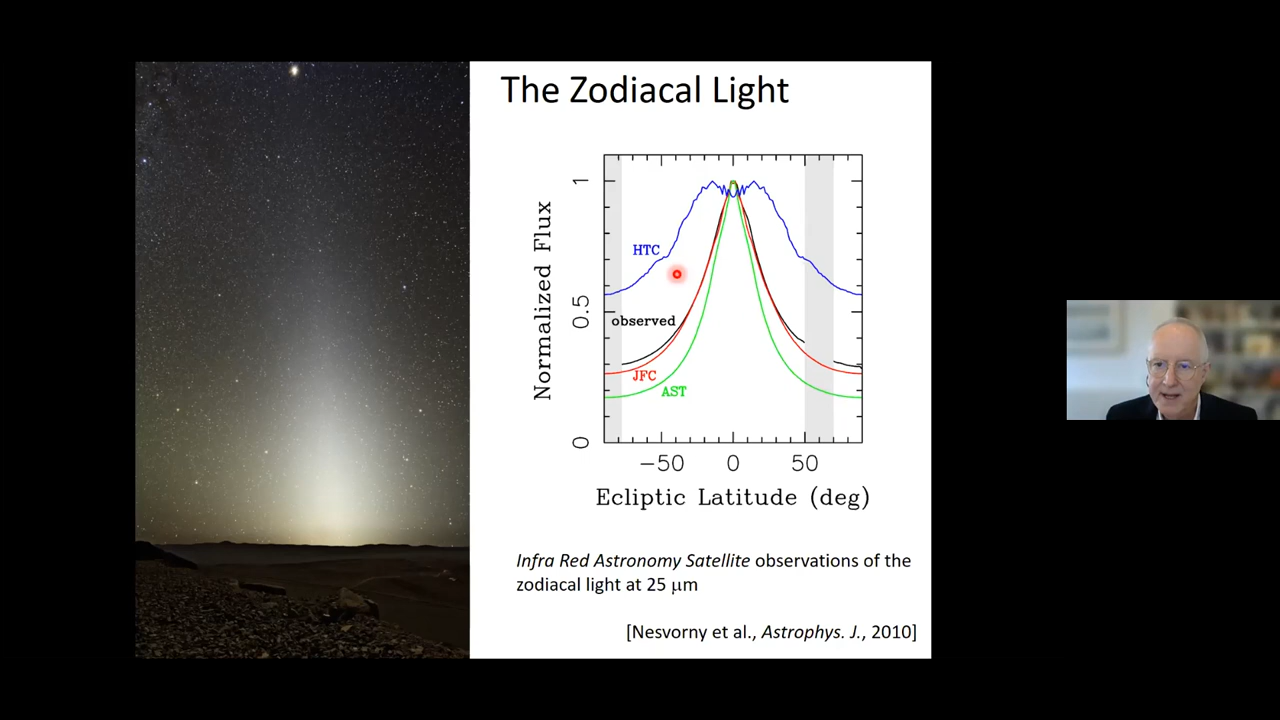 The Zodiacal Light
Normalized Flux
1
0.5
0
HTC
observed
JFC
AST
−50 0 50
Ecliptic Latitude (deg)
Infra Red Astronomy Satellite observations of the
zodiacal light at 25 μm
[Nesvorny et al., Astrophys. J., 2010]